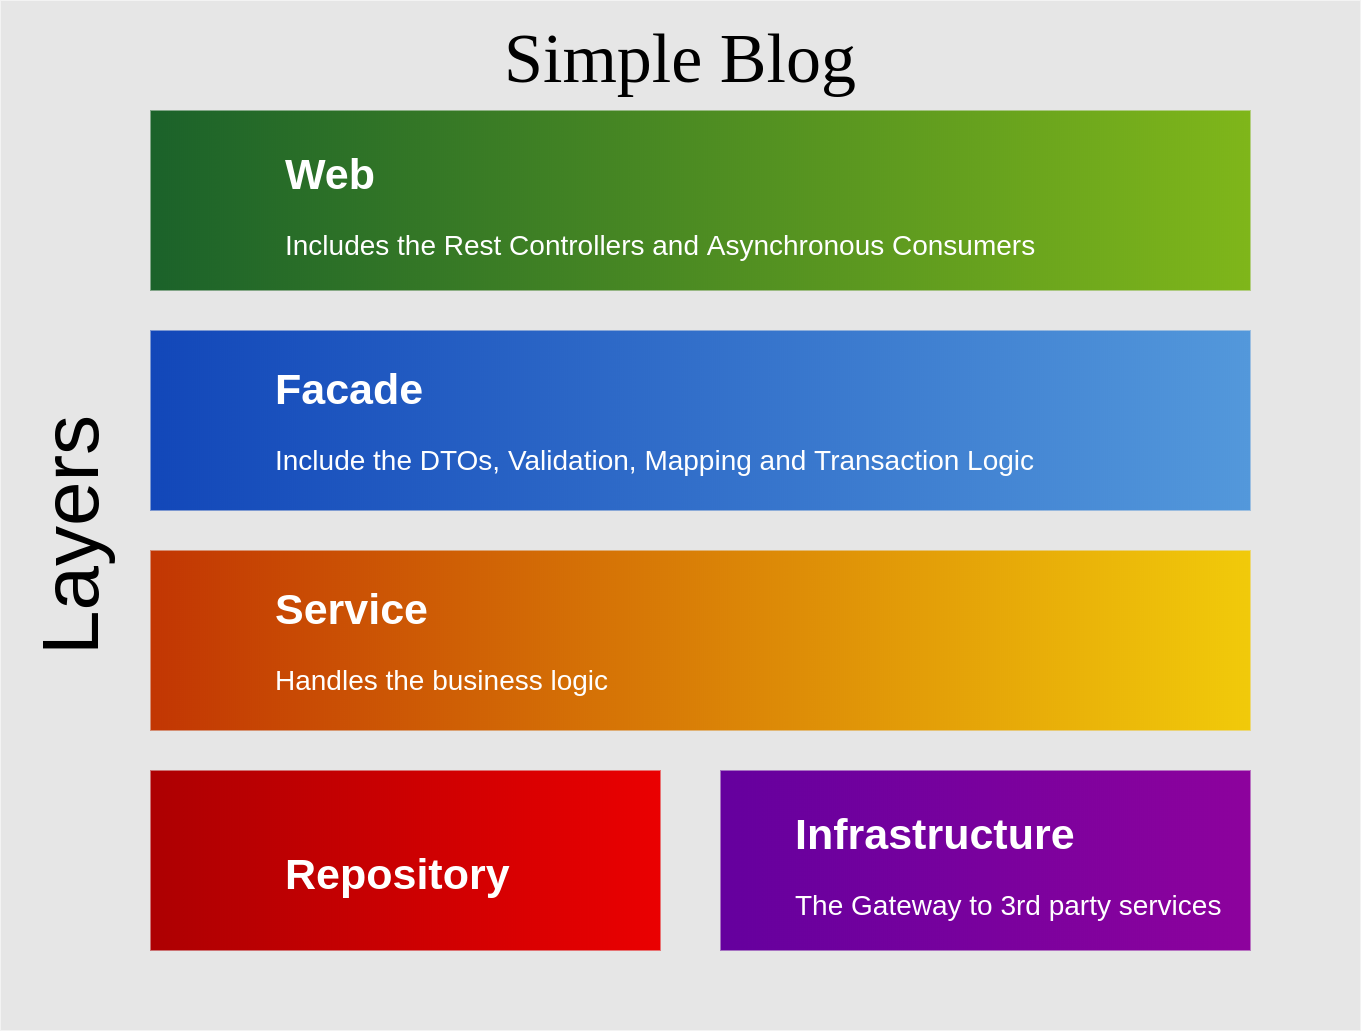 Simple Blog
Layers
Web
Includes the Rest Controllers and Asynchronous Consumers
Facade
Include the DTOs, Validation, Mapping and Transaction Logic
Service
Handles the business logic
Repository
Infrastructure
The Gateway to 3rd party services